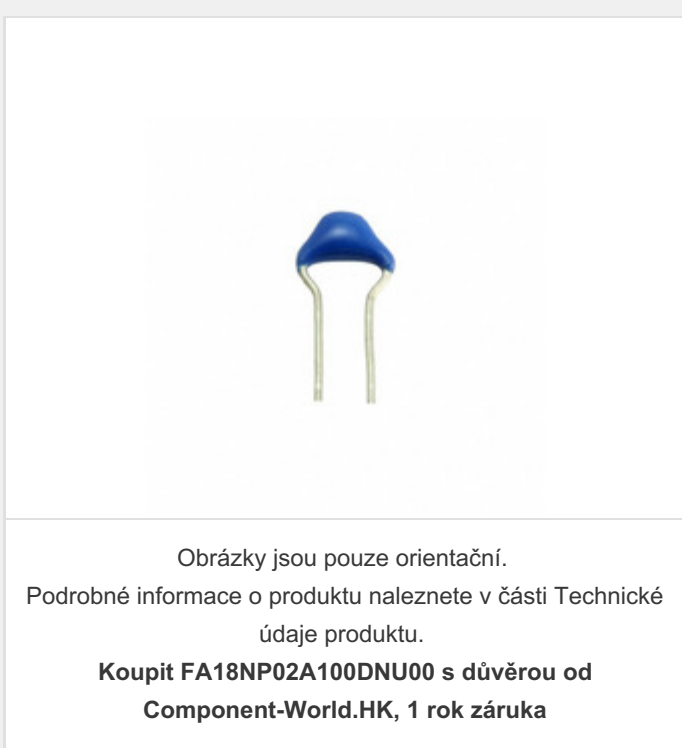 Obrázky jsou pouze orientační.
Podrobné informace o produktu naleznete v části Technické
údaje produktu.
Koupit FA18NP02A100DNU00 s důvěrou od
Component-World.HK, 1 rok záruka